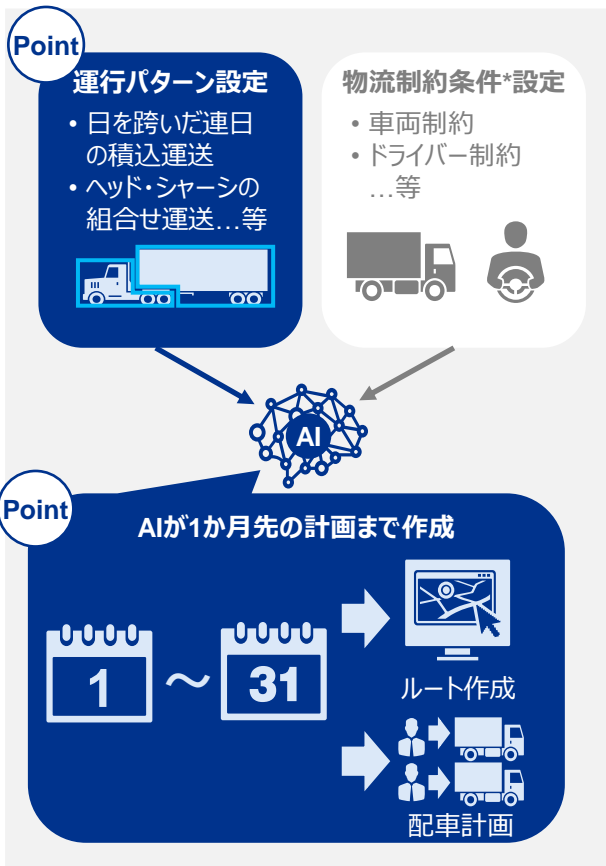 Point
運行パターン設定
• 日を跨いだ連日
の積込運送
• ヘッド・シャーシの
組合せ運送…等
物流制約条件*設定
• 車両制約
• ドライバー制約
…等
AI
Point
AIが1か月先の計画まで作成
1
～
31
ルート作成
配車計画